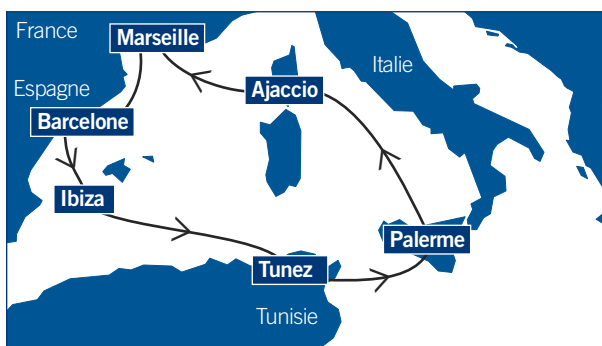 France
Marseille
Italie
Espagne
Ajaccio
Barcelone
Ibiza
Palerme
Tunez
Tunisie